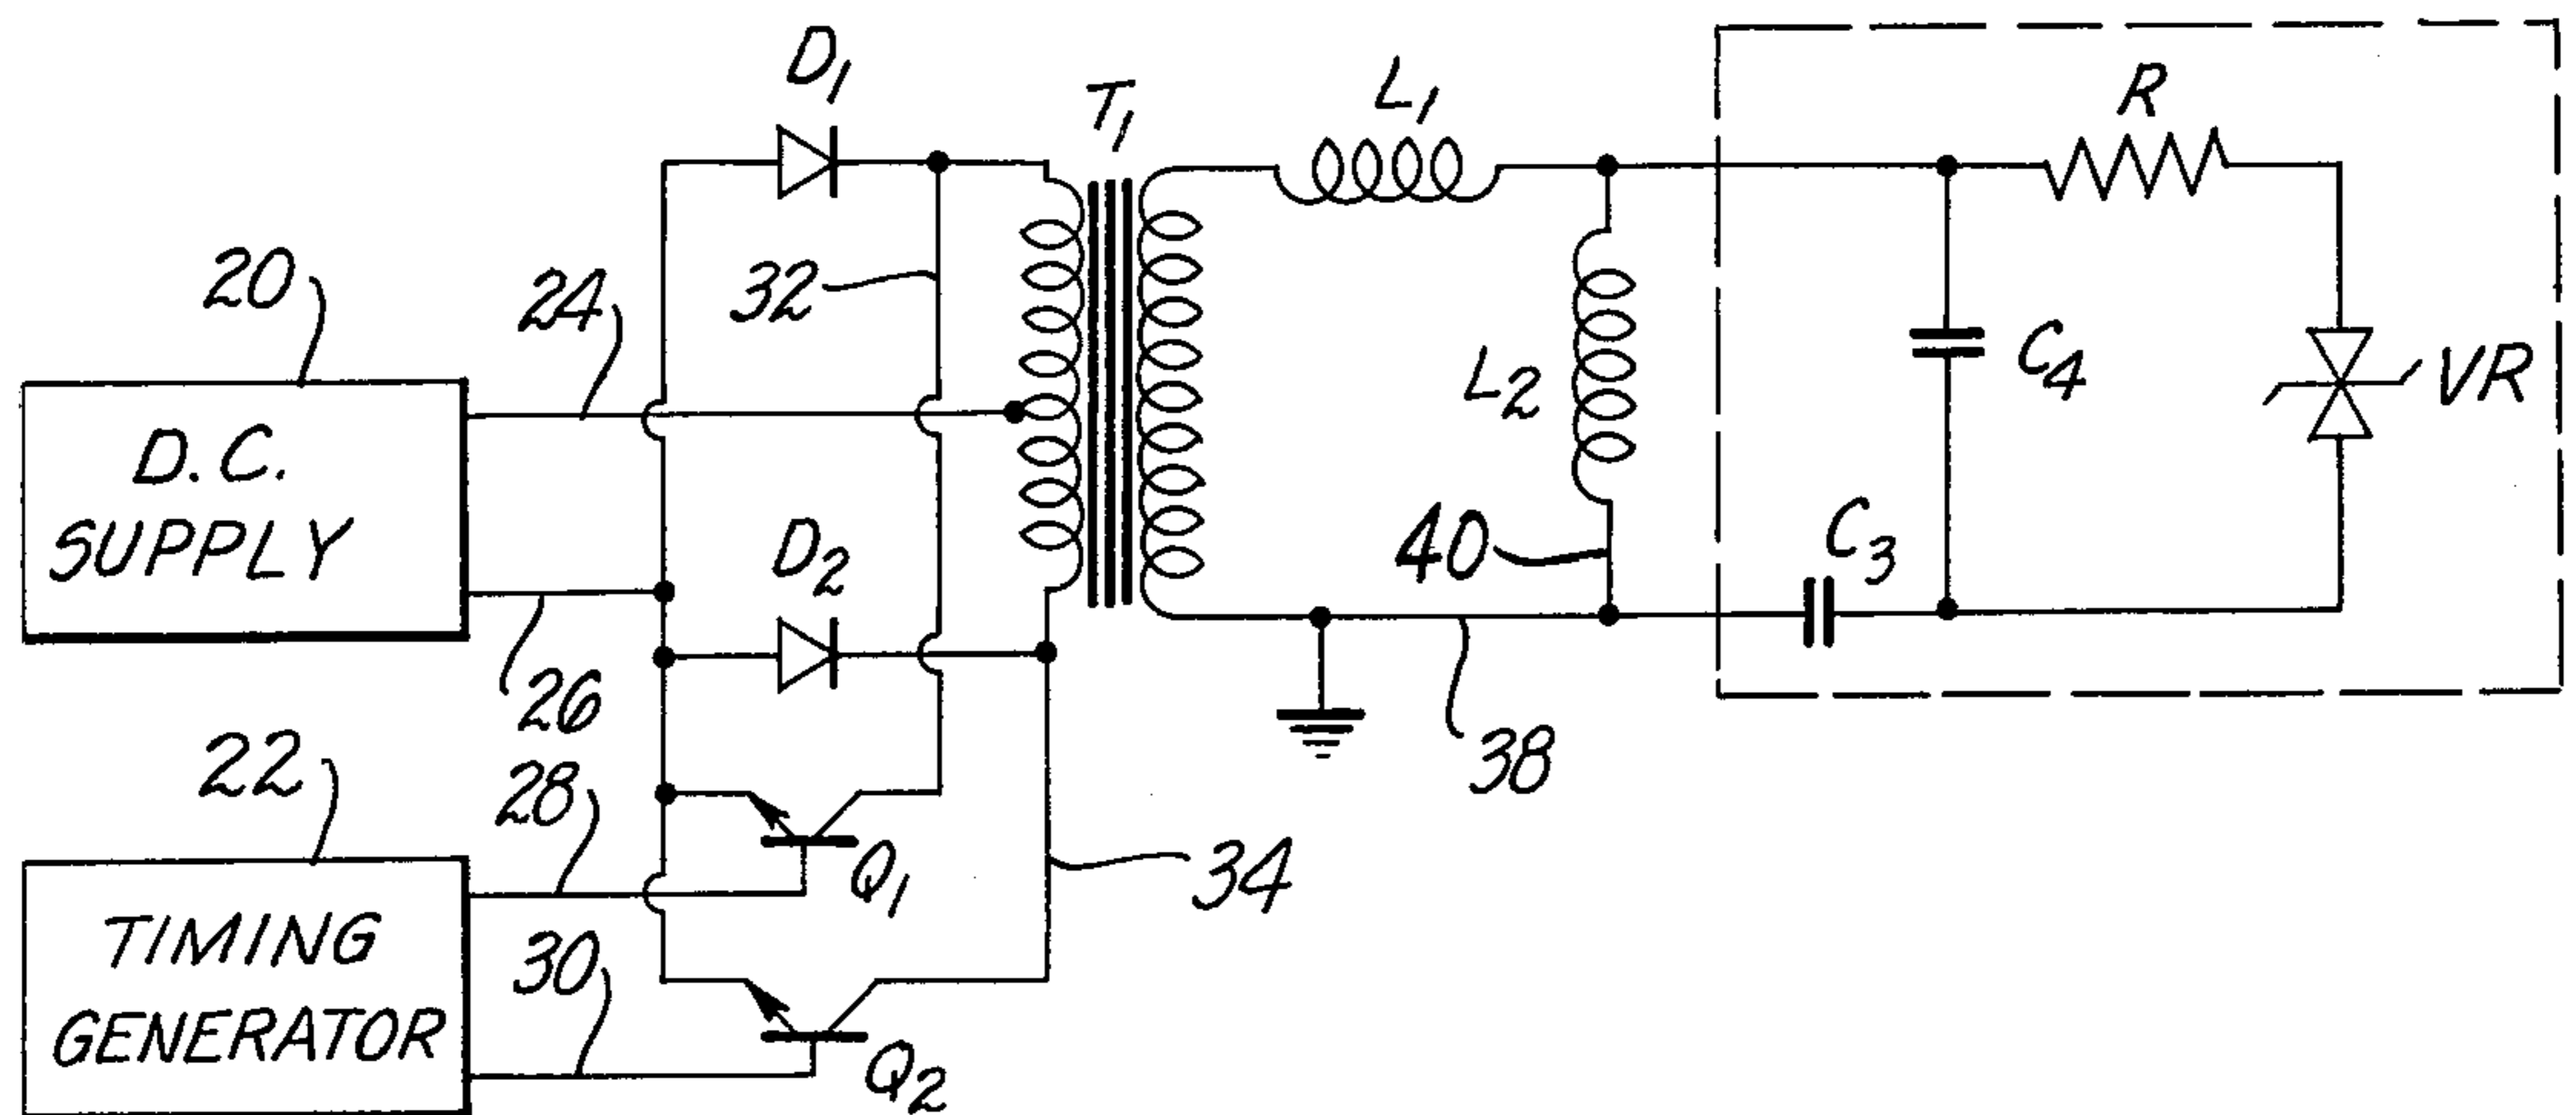 D1
T1
L1
R
20
24
32
D.C.
SUPPLY
L2
C4
VR
D2
40
C3
26
22
28
Q1
34
38
TIMING
GENERATOR
30
Q2